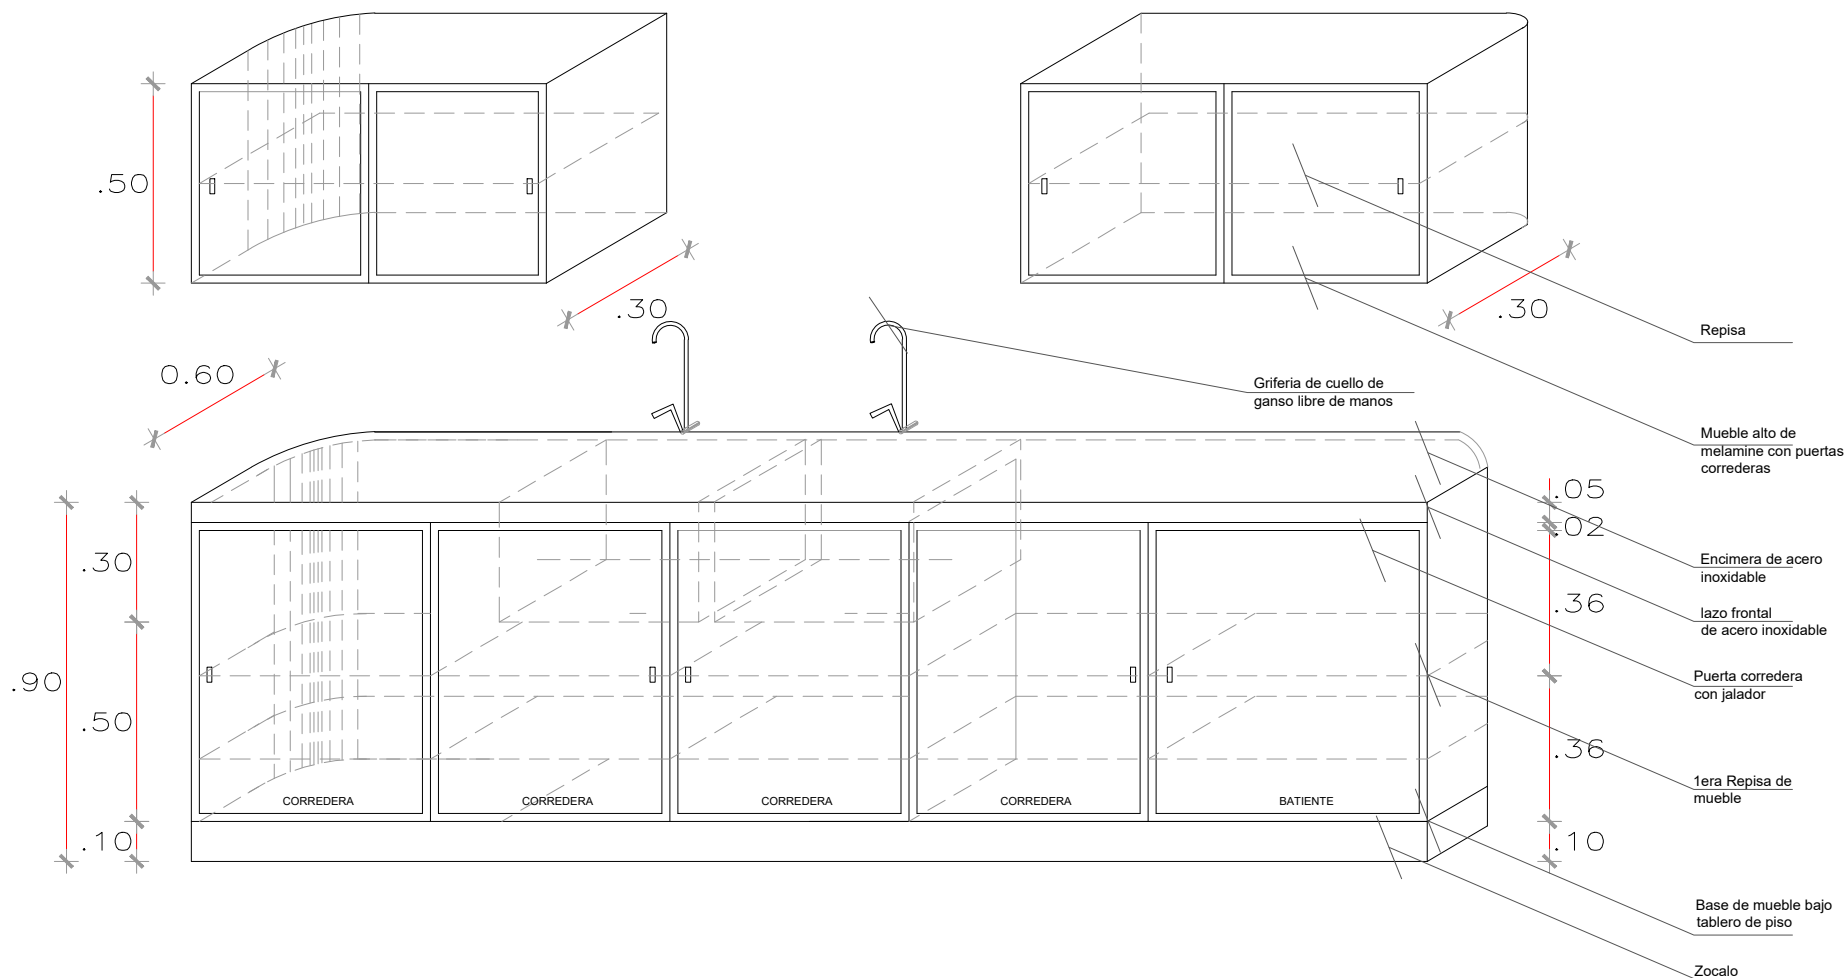 .50
.30
.30
Repisa
0.60
Griferia de cuello de
ganso libre de manos
Mueble alto de
melamine con puertas
correderas
.05
.02
.30
Encimera de acero
inoxidable
.36
lazo frontal
de acero inoxidable
.90
Puerta corredera
con jalador
.50
.36
1era Repisa de
mueble
CORREDERA
CORREDERA
CORREDERA
CORREDERA
BATIENTE
.10
.10
Base de mueble bajo
tablero de piso
Zocalo